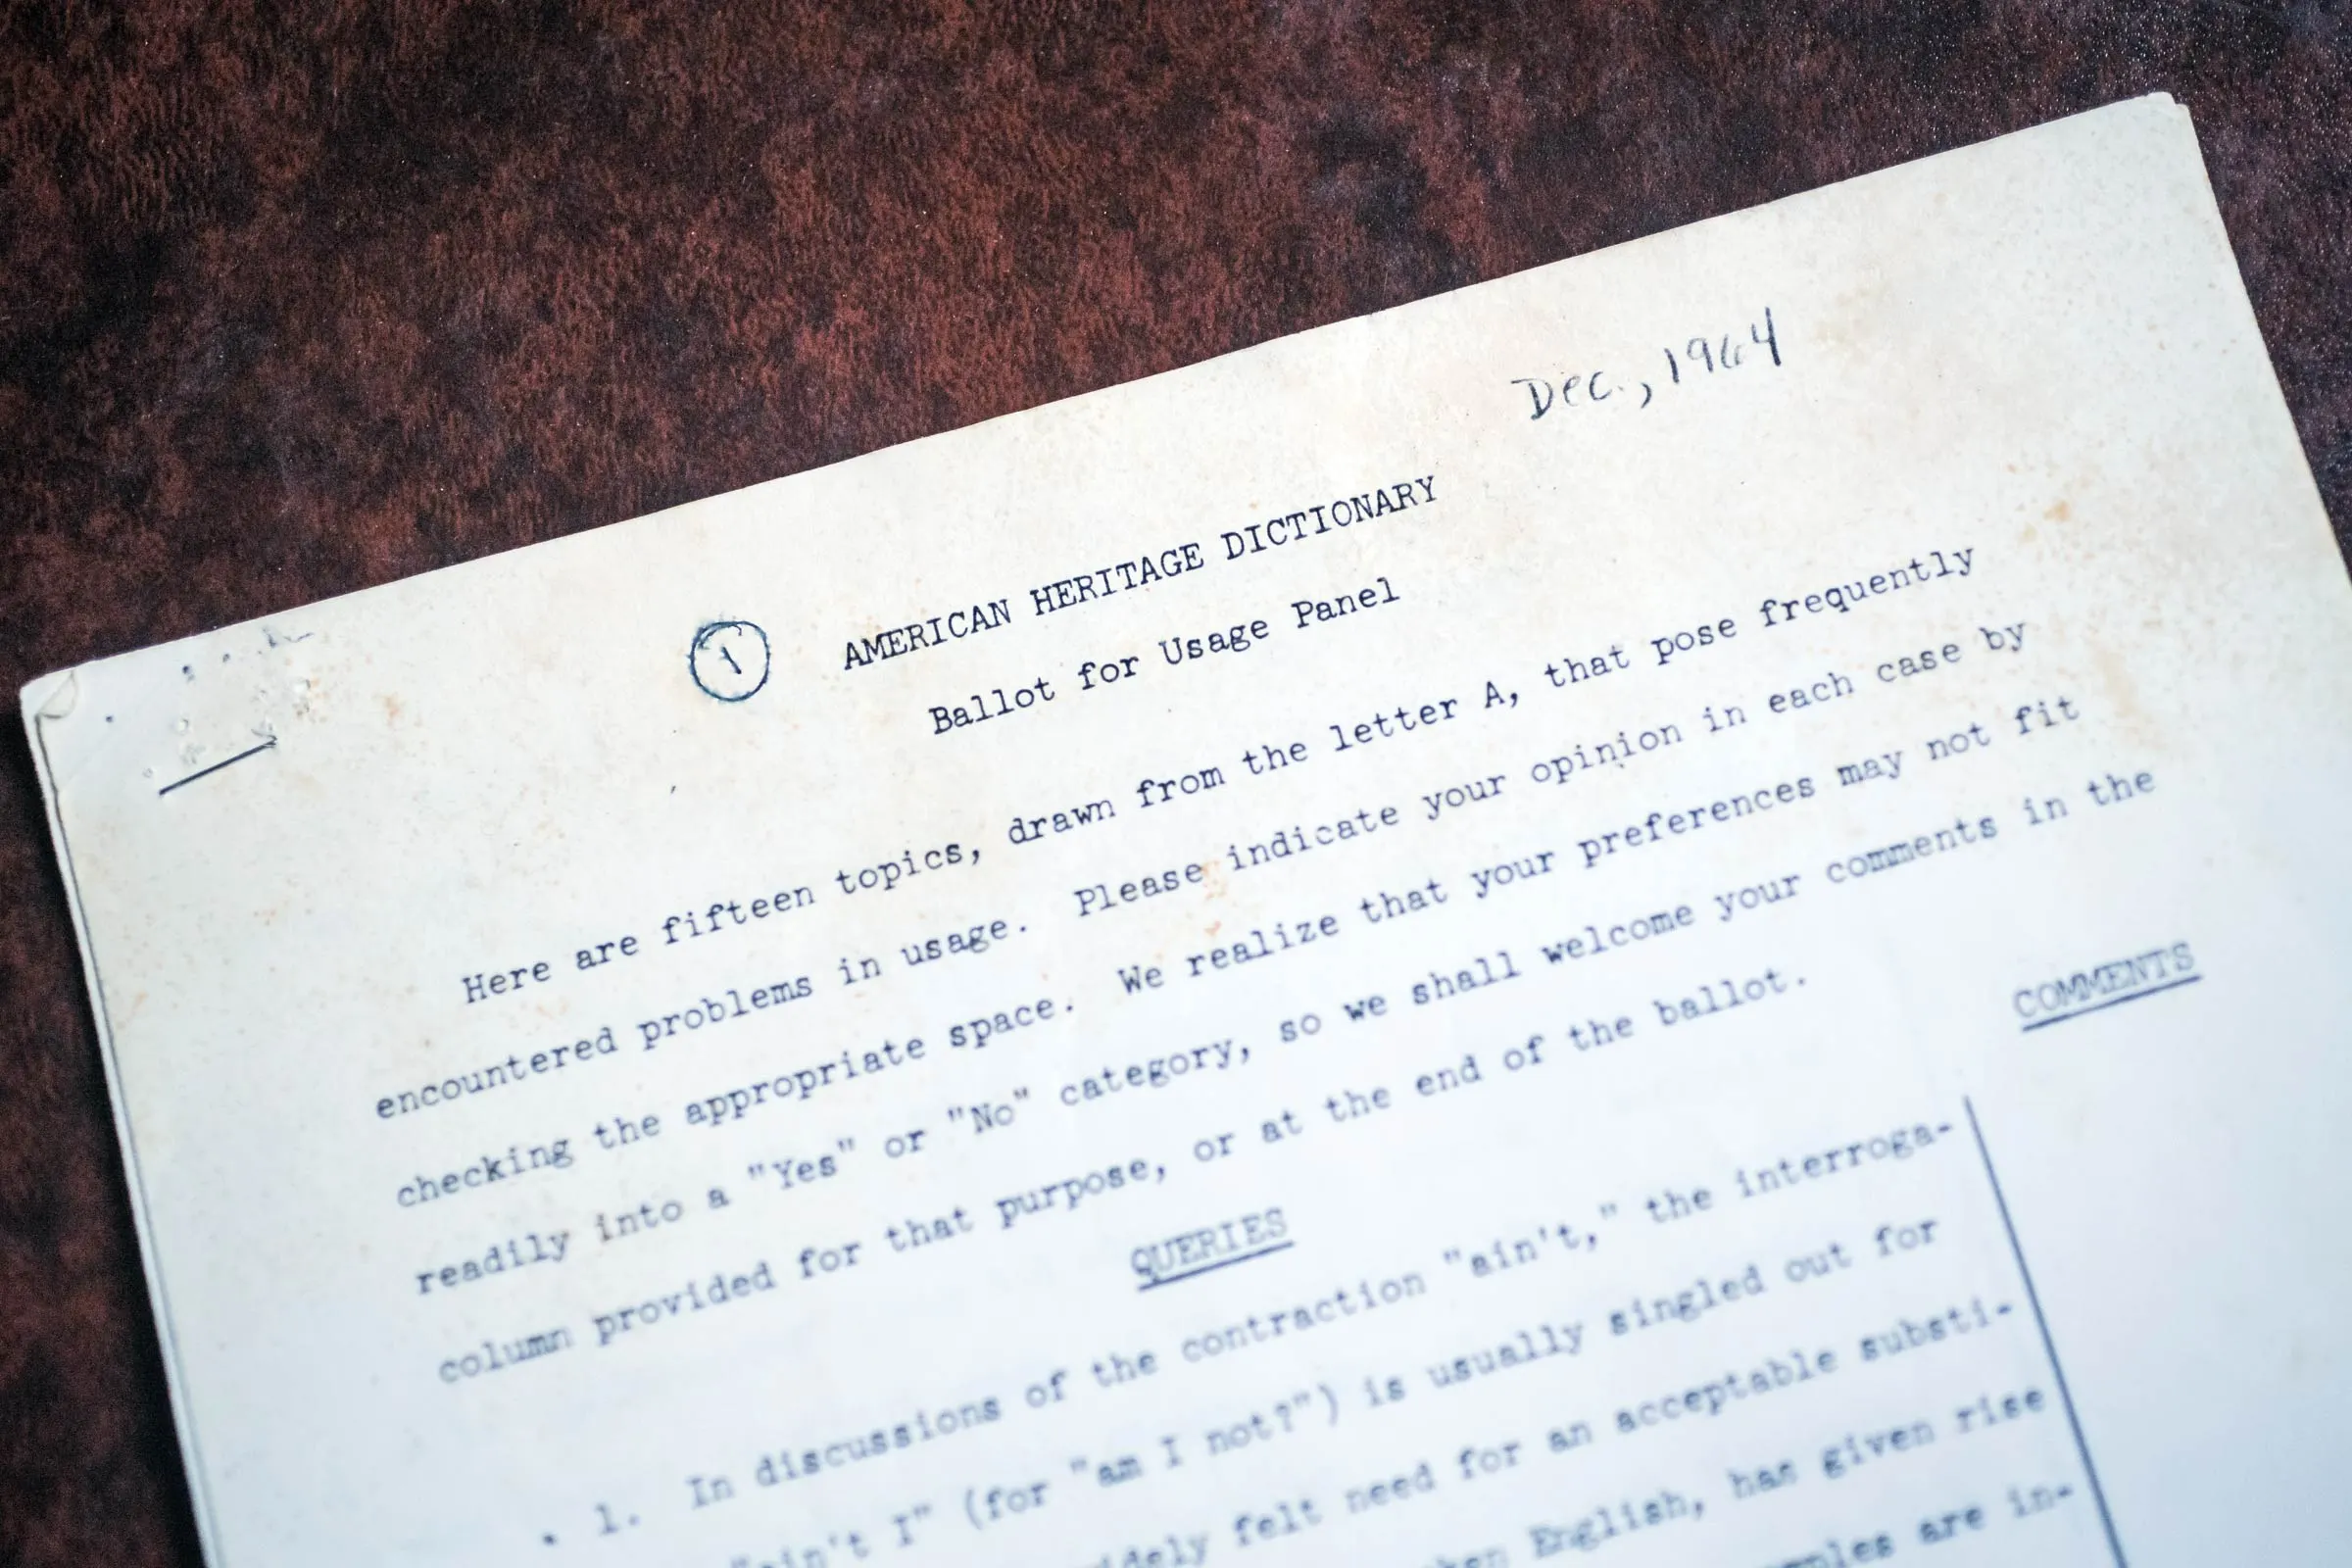 Dec., 1964
1 AMERICAN HERITAGE DICTIONARY
Ballot for Usage Panel
Here are fifteen topics, drawn from the letter A, that pose frequently
encountered problems in usage. Please indicate your opinion in each case by
checking the appropriate space. We realize that your preferences may not fit
readily into a "Yes" or "No" category, so we shall welcome your comments in the
column provided for that purpose, or at the end of the ballot.
COMMENTS
QUERIES
1. In discussions of the contraction "ain't," the interroga-
"ain't I" (for "am I not?") is usually singled out for
felt need for an acceptable substi-
English, has given rise
are in-